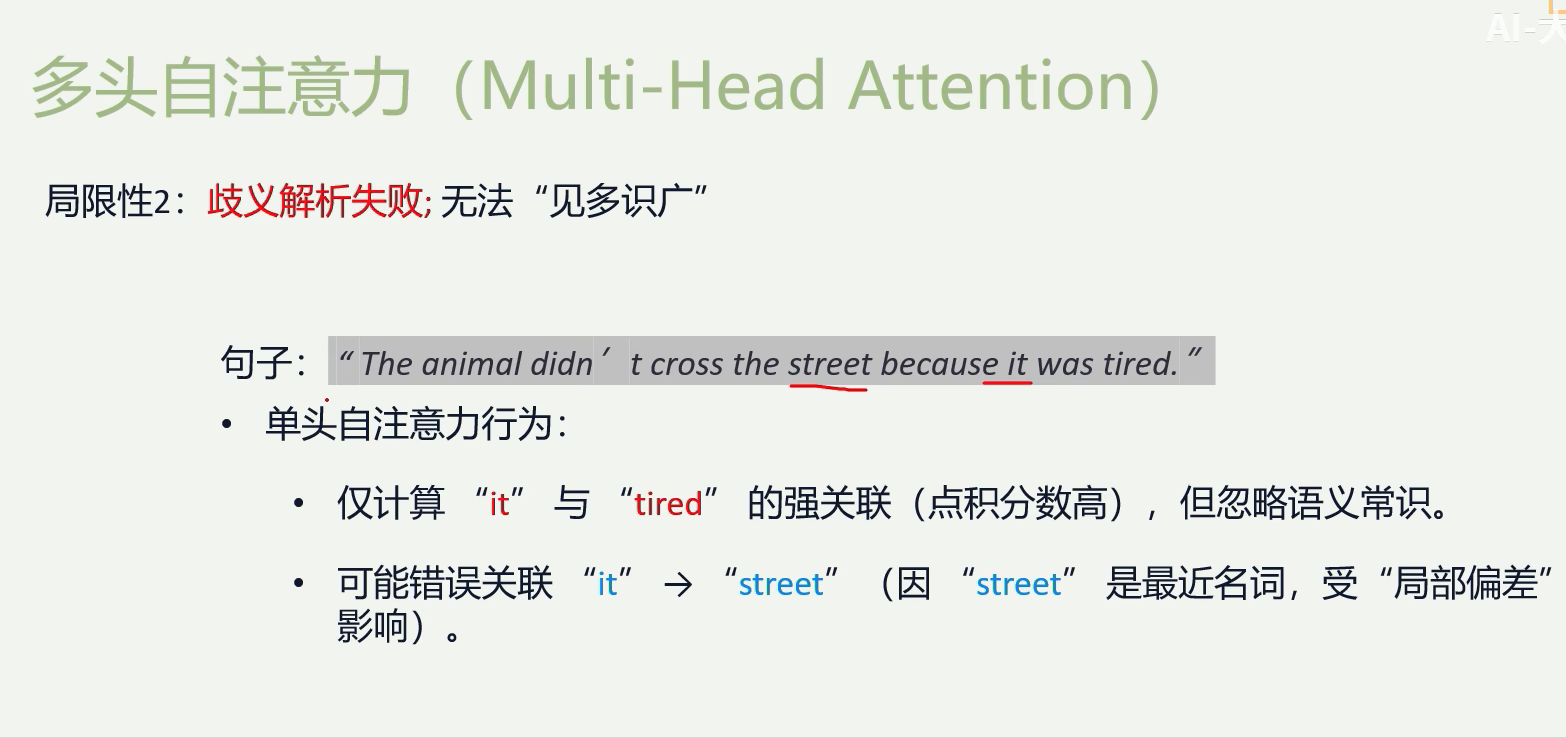 AI-大
多头自注意力（Multi-Head Attention）
局限性2：歧义解析失败; 无法“见多识广”
句子：“The animal didn’t cross the street because it was tired.”
• 单头自注意力行为：
• 仅计算 “it” 与 “tired” 的强关联（点积分数高），但忽略语义常识。
• 可能错误关联 “it” → “street” （因 “street” 是最近名词，受“局部偏差”
影响）。